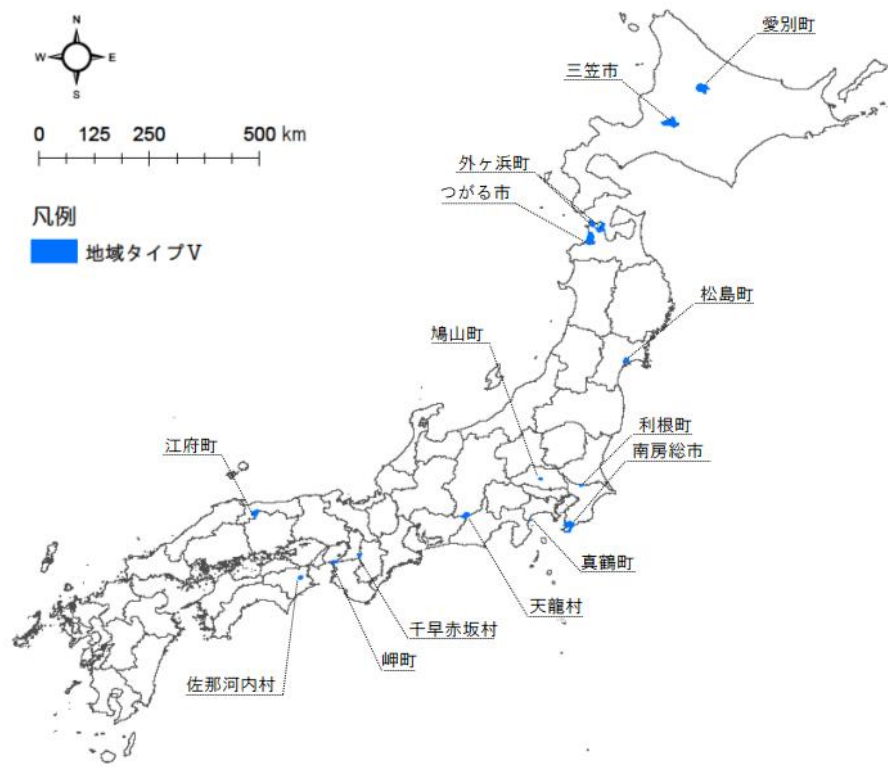 N
W E
S
0 125 250 500 km
凡例
地域タイプⅤ
愛別町
三笠市
外ヶ浜町
つがる市
松島町
鳩山町
利根町
南房総市
江府町
真鶴町
天龍村
千早赤坂村
岬町
佐那河内村